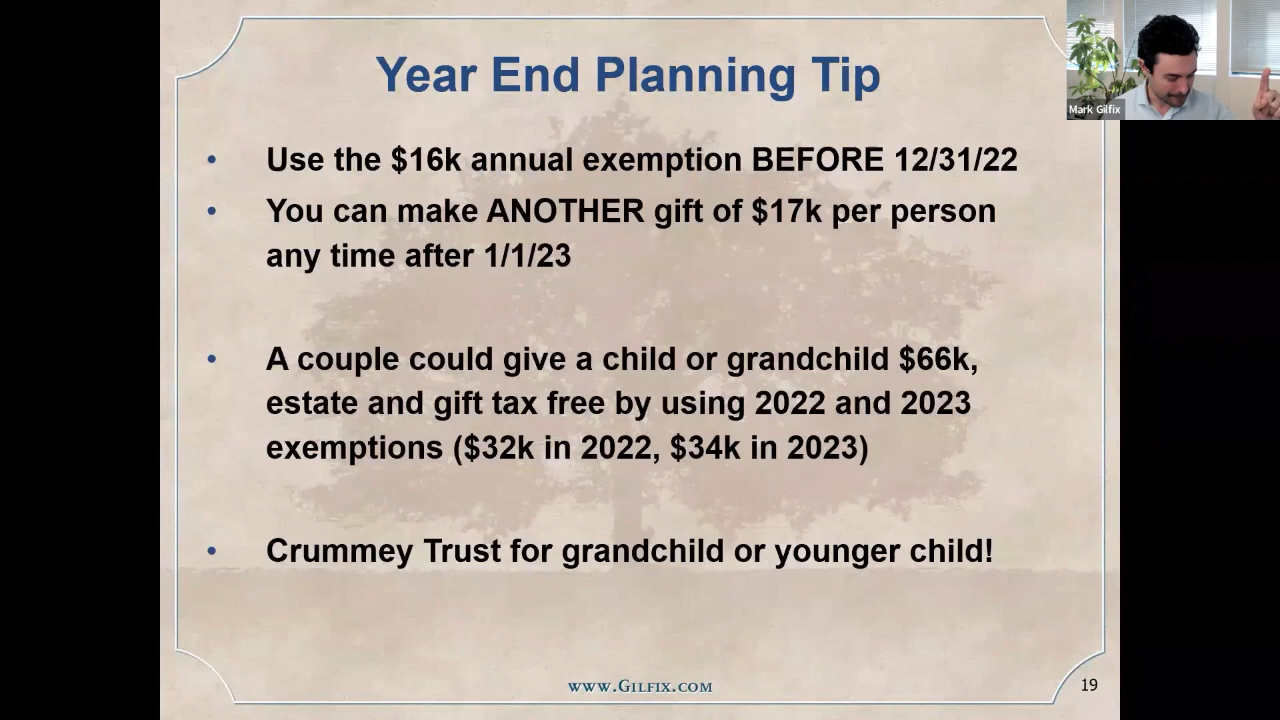 Year End Planning Tip
Mark Gilfix
• Use the $16k annual exemption BEFORE 12/31/22
• You can make ANOTHER gift of $17k per person
any time after 1/1/23
• A couple could give a child or grandchild $66k,
estate and gift tax free by using 2022 and 2023
exemptions ($32k in 2022, $34k in 2023)
• Crummey Trust for grandchild or younger child!
www.Gilfix.com
19